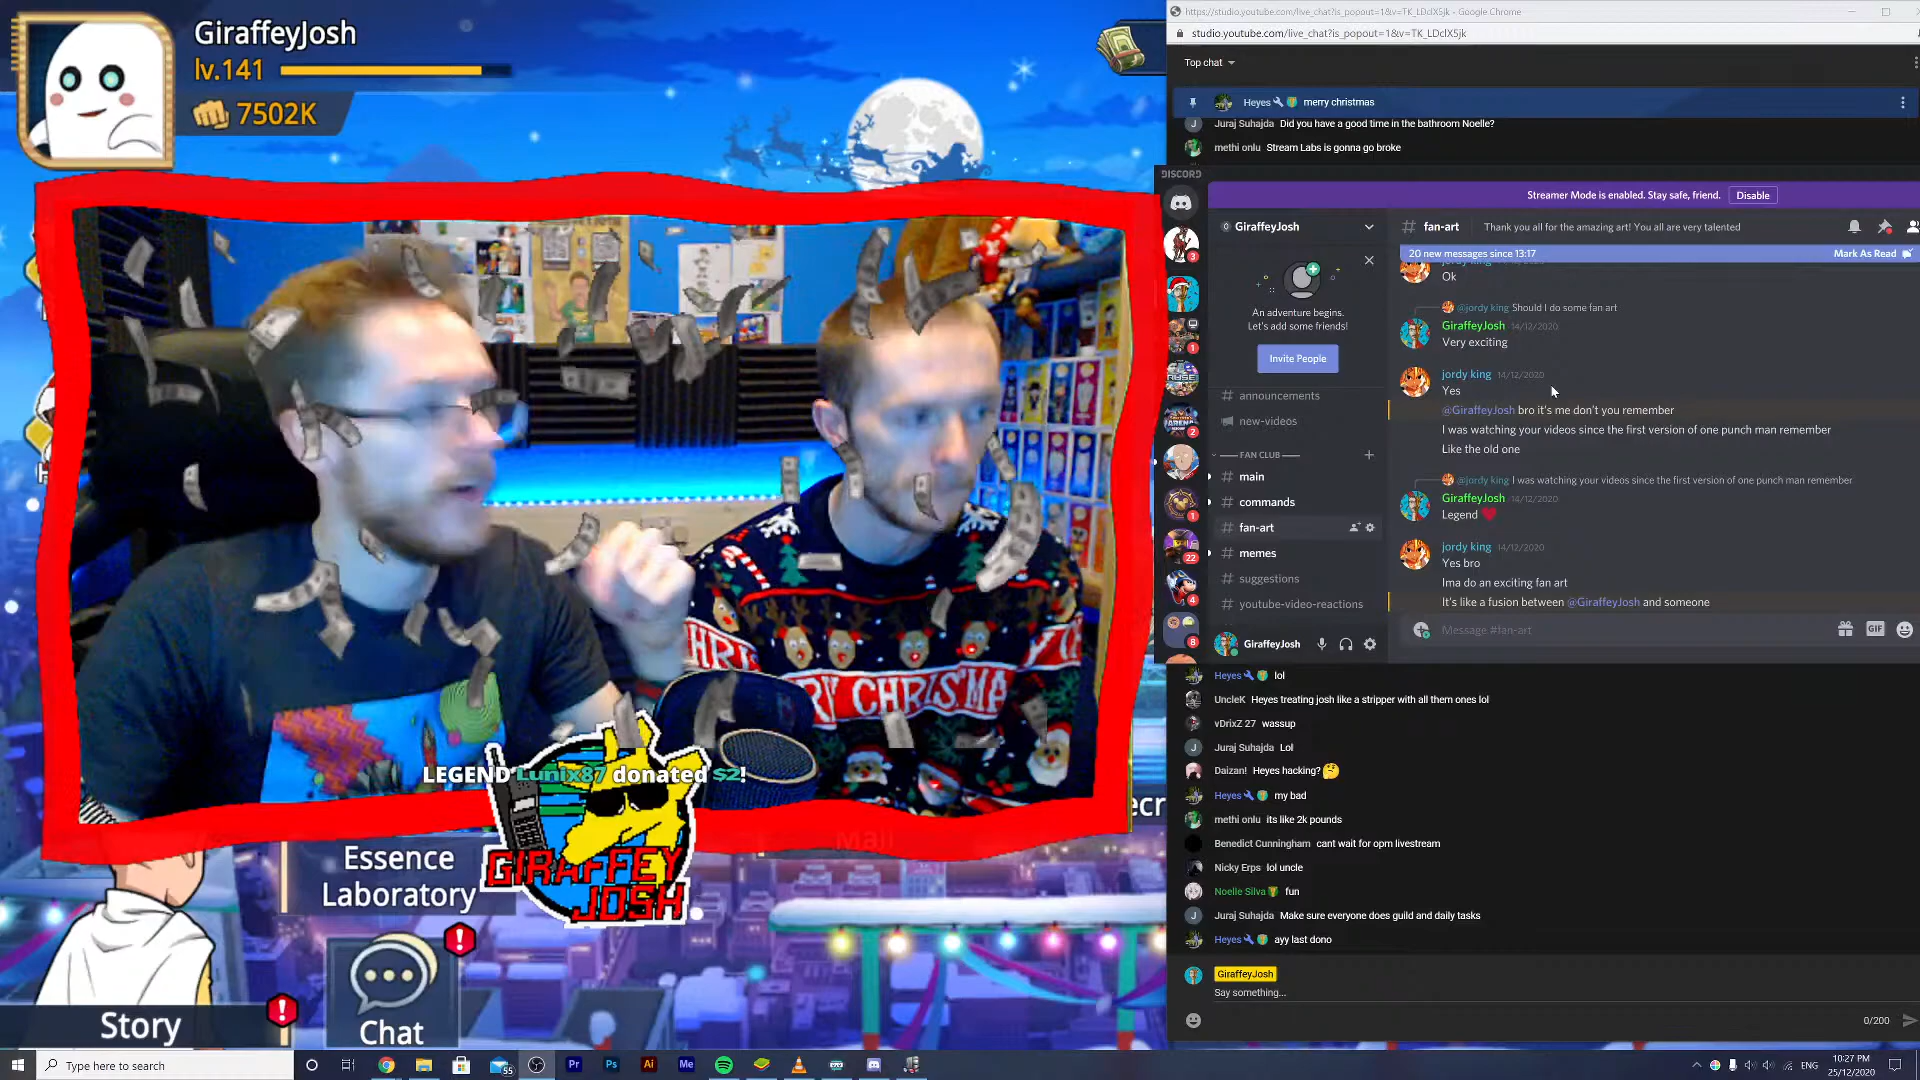 GiraffeyJosh
lv.141
7502K
https://studio.youtube.com/live_chat?is_popout=1&v=TK_LDclX5jk - Google Chrome
studio.youtube.com/live_chat?is_popout=1&v=TK_LDclX5jk
Top chat
Heyes merry christmas
Juraj Suhajda Did you have a good time in the bathroom Noelle?
methi onlu Stream Labs is gonna go broke
DISCORD
Streamer Mode is enabled. Stay safe, friend. Disable
GiraffeyJosh
# fan-art Thank you all for the amazing art! You all are very talented
20 new messages since 13:17 Mark As Read
Ok
An adventure begins.
Let's add some friends!
Invite People
announcements
new-videos
FAN CLUB
main
commands
fan-art
memes
suggestions
youtube-video-reactions
GiraffeyJosh
@jordy king Should I do some fan art
GiraffeyJosh 14/12/2020
Very exciting
jordy king 14/12/2020
Yes
@GiraffeyJosh bro it's me don't you remember
I was watching your videos since the first version of one punch man remember
Like the old one
@jordy king I was watching your videos since the first version of one punch man remember
GiraffeyJosh 14/12/2020
Legend
jordy king 14/12/2020
Yes bro
Ima do an exciting fan art
It's like a fusion between @GiraffeyJosh and someone
Message #fan-art
GIF
Heyes lol
UncleK Heyes treating josh like a stripper with all them ones lol
vDrixZ 27 wassup
Juraj Suhajda Lol
Daizan! Heyes hacking? 🤔
Heyes my bad
methi onlu its like 2k pounds
Benedict Cunningham cant wait for opm livestream
Nicky Erps lol uncle
Noelle Silva fun
Juraj Suhajda Make sure everyone does guild and daily tasks
Heyes ayy last dono
GiraffeyJosh
Say something...
0/200
LEGEND Lunix87 donated $2!
GIRAFFEY
JOSH
Mail
Essence
Laboratory
Story
Chat
Type here to search
55
Pr
Ps
Ai
Me
ENG
10:27 PM
25/12/2020